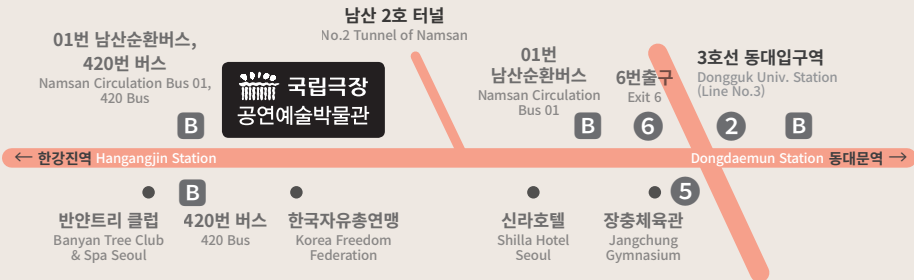 남산 2호 터널
No.2 Tunnel of Namsan
01번 남산순환버스,
420번 버스
Namsan Circulation Bus 01,
420 Bus
B
국립극장
공연예술박물관
01번
남산순환버스
Namsan Circulation
Bus 01
B
6번출구
Exit 6
6
3호선 동대입구역
Dongguk Univ. Station
(Line No.3)
2
B
← 한강진역 Hangangjin Station
Dongdaemun Station 동대문역 →
반얀트리 클럽
Banyan Tree Club
& Spa Seoul
B
420번 버스
420 Bus
한국자유총연맹
Korea Freedom
Federation
신라호텔
Shilla Hotel
Seoul
5
장충체육관
Jangchung
Gymnasium